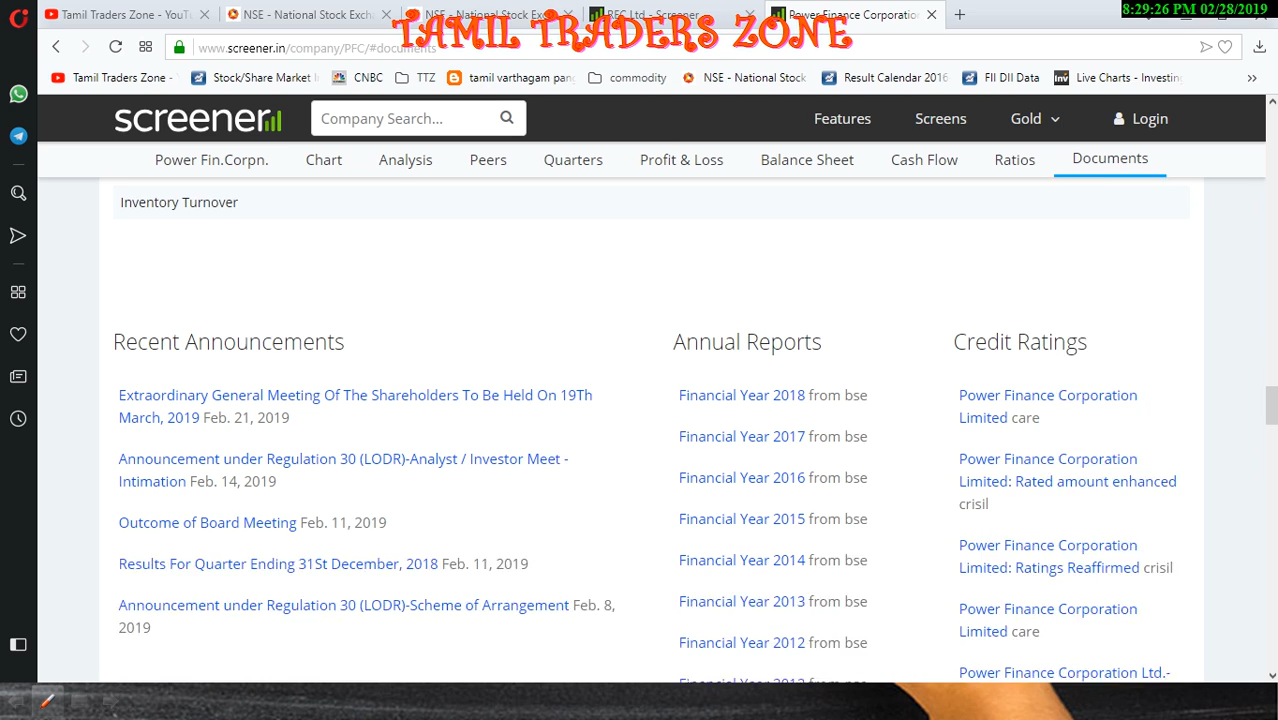 Tamil Traders Zone - YouT
NSE - National Stock Exch
NSE - National Stock Exc
REC Ltd - Screener
Power Finance Corporation
8:29:26 PM 02/28/2019
TAMIL TRADERS ZONE
www.screener.in/company/PFC/#documents
Tamil Traders Zone -
Stock/Share Market I
CNBC
TTZ
tamil varthagam pan
commodity
NSE - National Stock
Result Calendar 2016
FII DII Data
Live Charts - Investin
screener
Company Search...
Features
Screens
Gold
Login
Power Fin.Corpn.
Chart
Analysis
Peers
Quarters
Profit & Loss
Balance Sheet
Cash Flow
Ratios
Documents
Inventory Turnover
Recent Announcements
Extraordinary General Meeting Of The Shareholders To Be Held On 19Th
March, 2019 Feb. 21, 2019
Announcement under Regulation 30 (LODR)-Analyst / Investor Meet -
Intimation Feb. 14, 2019
Outcome of Board Meeting Feb. 11, 2019
Results For Quarter Ending 31St December, 2018 Feb. 11, 2019
Announcement under Regulation 30 (LODR)-Scheme of Arrangement Feb. 8,
2019
Annual Reports
Financial Year 2018 from bse
Financial Year 2017 from bse
Financial Year 2016 from bse
Financial Year 2015 from bse
Financial Year 2014 from bse
Financial Year 2013 from bse
Financial Year 2012 from bse
Credit Ratings
Power Finance Corporation
Limited care
Power Finance Corporation
Limited: Rated amount enhanced
crisil
Power Finance Corporation
Limited: Ratings Reaffirmed crisil
Power Finance Corporation
Limited care
Power Finance Corporation Ltd.-